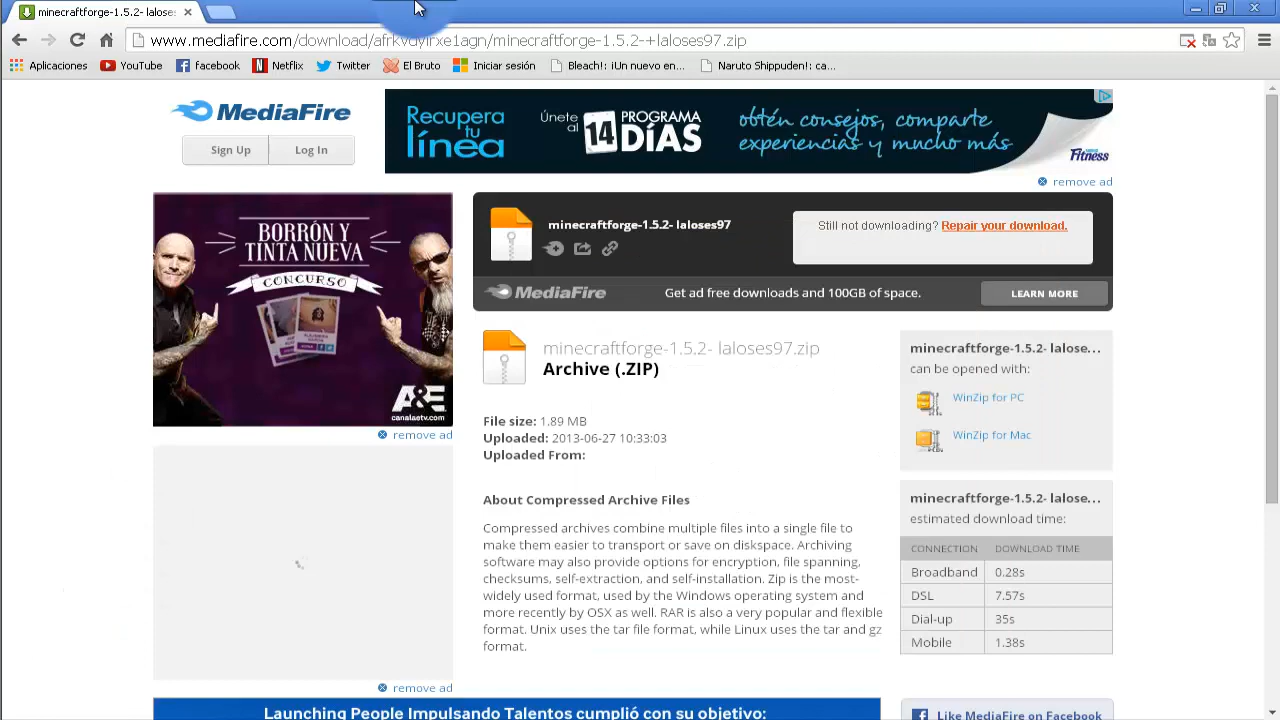 minecraftforge-1.5.2- laloses
www.mediafire.com/download/afrkvdyirxe1agn/minecraftforge-1.5.2-+laloses97.zip
Aplicaciones
YouTube
facebook
Netflix
Twitter
El Bruto
Iniciar sesión
Bleach!: ¡Un nuevo en...
Naruto Shippuden!: ca...
MediaFire
Sign Up
Log In
Recupera tu línea
Únete al 14 PROGRAMA DÍAS
obtén consejos, comparte
experiencias y mucho más
Fitness
remove ad
BORRÓN Y
TINTA NUEVA
CONCURSO
A&E
canalaetv.com
remove ad
minecraftforge-1.5.2- laloses97
Still not downloading? Repair your download.
MediaFire
Get ad free downloads and 100GB of space.
LEARN MORE
minecraftforge-1.5.2- laloses97.zip
Archive (.ZIP)
File size: 1.89 MB
Uploaded: 2013-06-27 10:33:03
Uploaded From:
About Compressed Archive Files
Compressed archives combine multiple files into a single file to
make them easier to transport or save on diskspace. Archiving
software may also provide options for encryption, file spanning,
checksums, self-extraction, and self-installation. Zip is the most-
widely used format, used by the Windows operating system and
more recently by OSX as well. RAR is also a very popular and flexible
format. Unix uses the tar file format, while Linux uses the tar and gz
format.
minecraftforge-1.5.2- lalose...
can be opened with:
WinZip for PC
WinZip for Mac
minecraftforge-1.5.2- lalose...
estimated download time:
CONNECTION DOWNLOAD TIME
Broadband 0.28s
DSL 7.57s
Dial-up 35s
Mobile 1.38s
remove ad
Launching People Impulsando Talentos cumplió con su objetivo:
Like MediaFire on Facebook